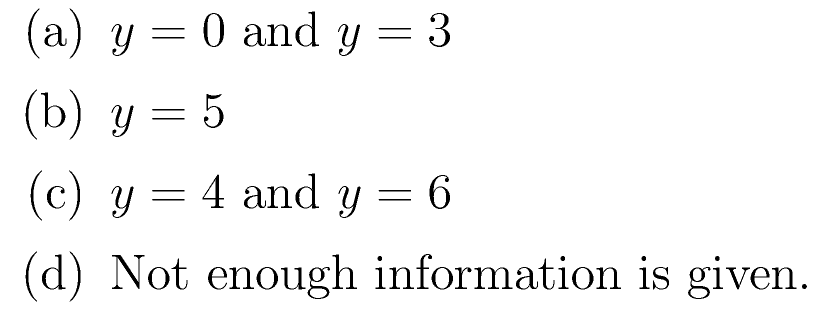 (a) y = 0 and y = 3
(b) y = 5
(c) y = 4 and y = 6
(d) Not enough information is given.